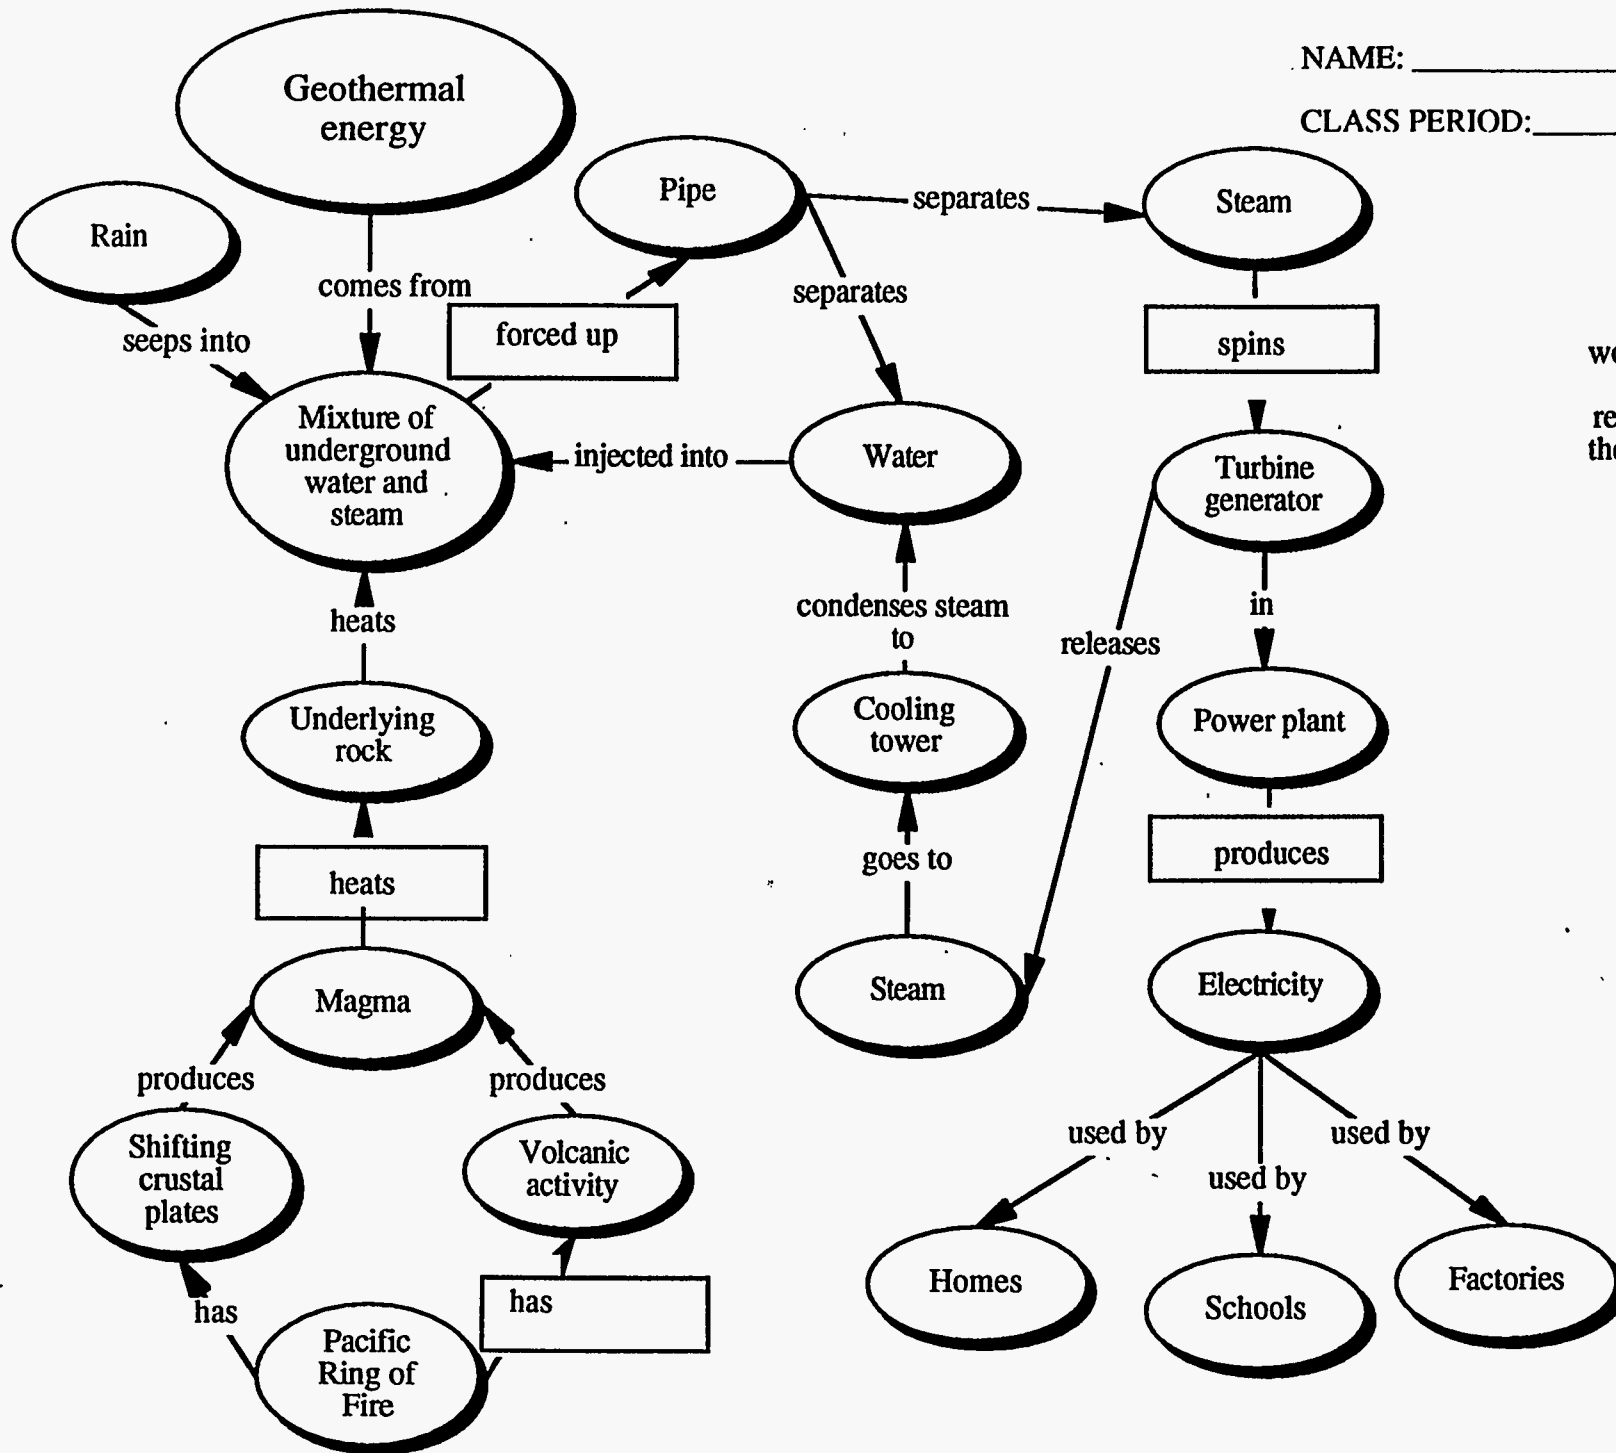 NAME:
CLASS PERIOD:
Geothermal
energy
Pipe
separates
Steam
Rain
comes from
separates
forced up
seeps into
spins
Mixture of
underground
water and
steam
injected into
Water
Turbine
generator
heats
condenses steam
to
releases
in
Underlying
rock
Cooling
tower
Power plant
heats
goes to
produces
Magma
Steam
Electricity
produces
produces
Shifting
crustal
plates
Volcanic
activity
used by
used by
used by
has
has
Pacific
Ring of
Fire
Homes
Schools
Factories